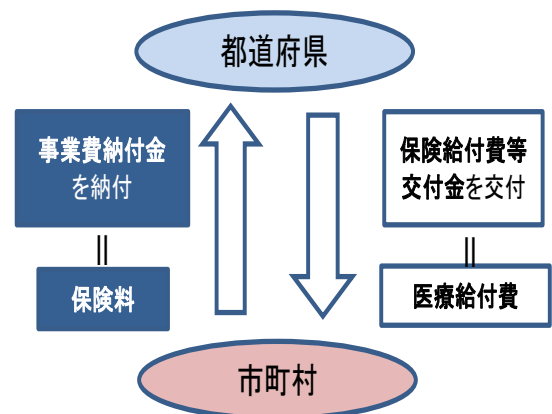 都道府県
事業費納付金
を納付
||
保険料
保険給付費等
交付金を交付
||
医療給付費
市町村